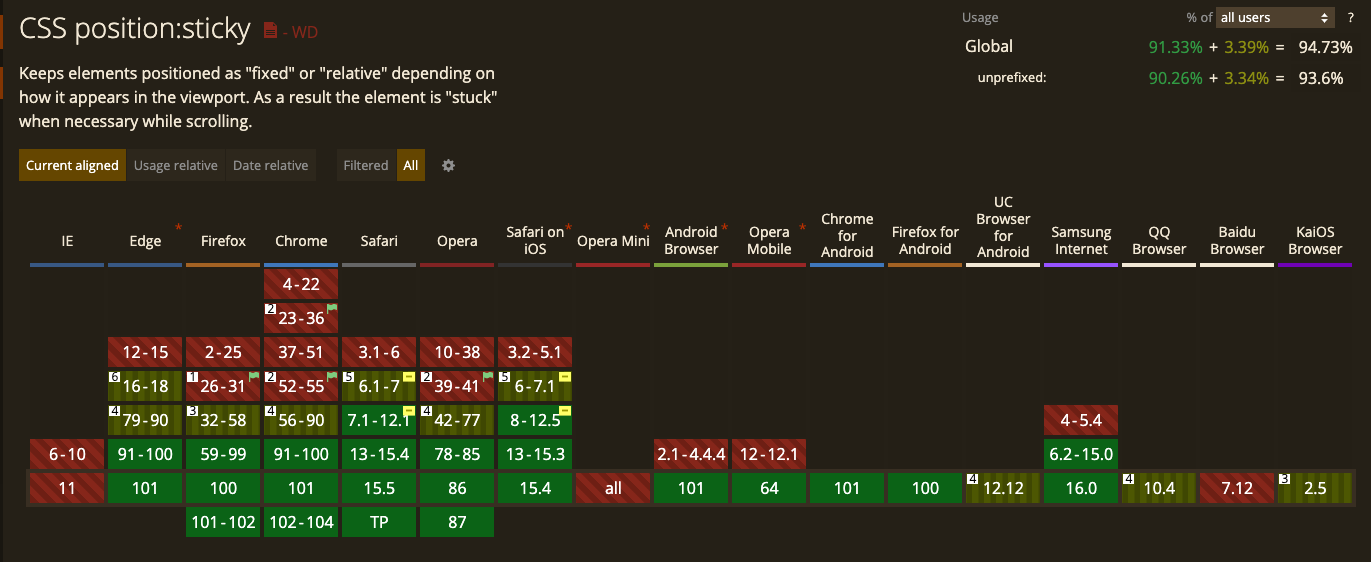 CSS position:sticky - WD
Usage % of all users ?
Global 91.33% + 3.39% = 94.73%
unprefixed: 90.26% + 3.34% = 93.6%
Keeps elements positioned as "fixed" or "relative" depending on
how it appears in the viewport. As a result the element is "stuck"
when necessary while scrolling.
Current aligned Usage relative Date relative Filtered All
IE
Edge *
Firefox
Chrome
Safari
Opera
Safari on *
iOS
Opera Mini *
Android *
Browser
Opera *
Mobile
Chrome
for
Android
Firefox for
Android
UC
Browser
for
Android
Samsung
Internet
QQ
Browser
Baidu
Browser
KaiOS
Browser
4-22
2 23-36
12-15 2-25 37-51 3.1-6 10-38 3.2-5.1
6 16-18 1 26-31 2 52-55 5 6.1-7 2 39-41 5 6-7.1
4 79-90 3 32-58 4 56-90 7.1-12.1 4 42-77 8-12.5 4-5.4
6-10 91-100 59-99 91-100 13-15.4 78-85 13-15.3 2.1-4.4.4 12-12.1 6.2-15.0
11 101 100 101 15.5 86 15.4 all 101 64 101 100 4 12.12 16.0 4 10.4 7.12 3 2.5
101-102 102-104 TP 87